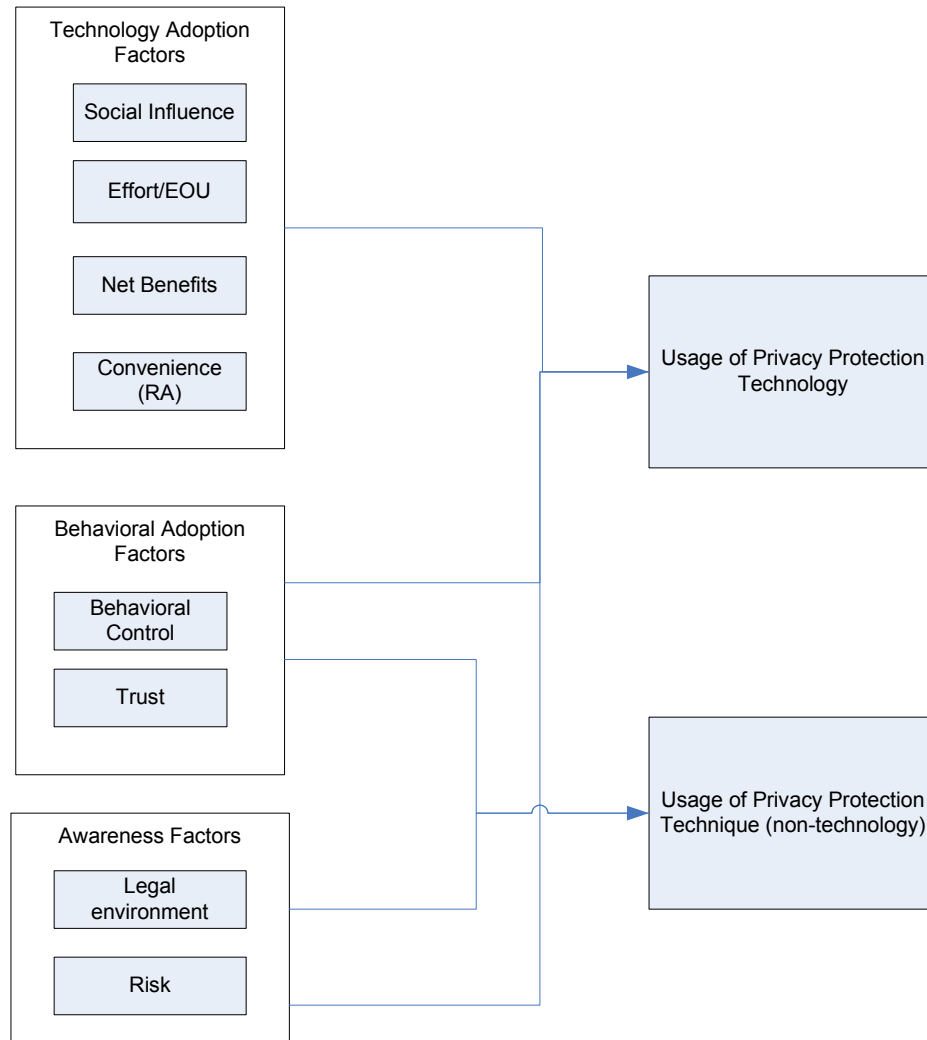 Technology Adoption
Factors
Social Influence
Effort/EOU
Net Benefits
Convenience
(RA)
Behavioral Adoption
Factors
Behavioral
Control
Trust
Awareness Factors
Legal
environment
Risk
Usage of Privacy Protection
Technology
Usage of Privacy Protection
Technique (non-technology)